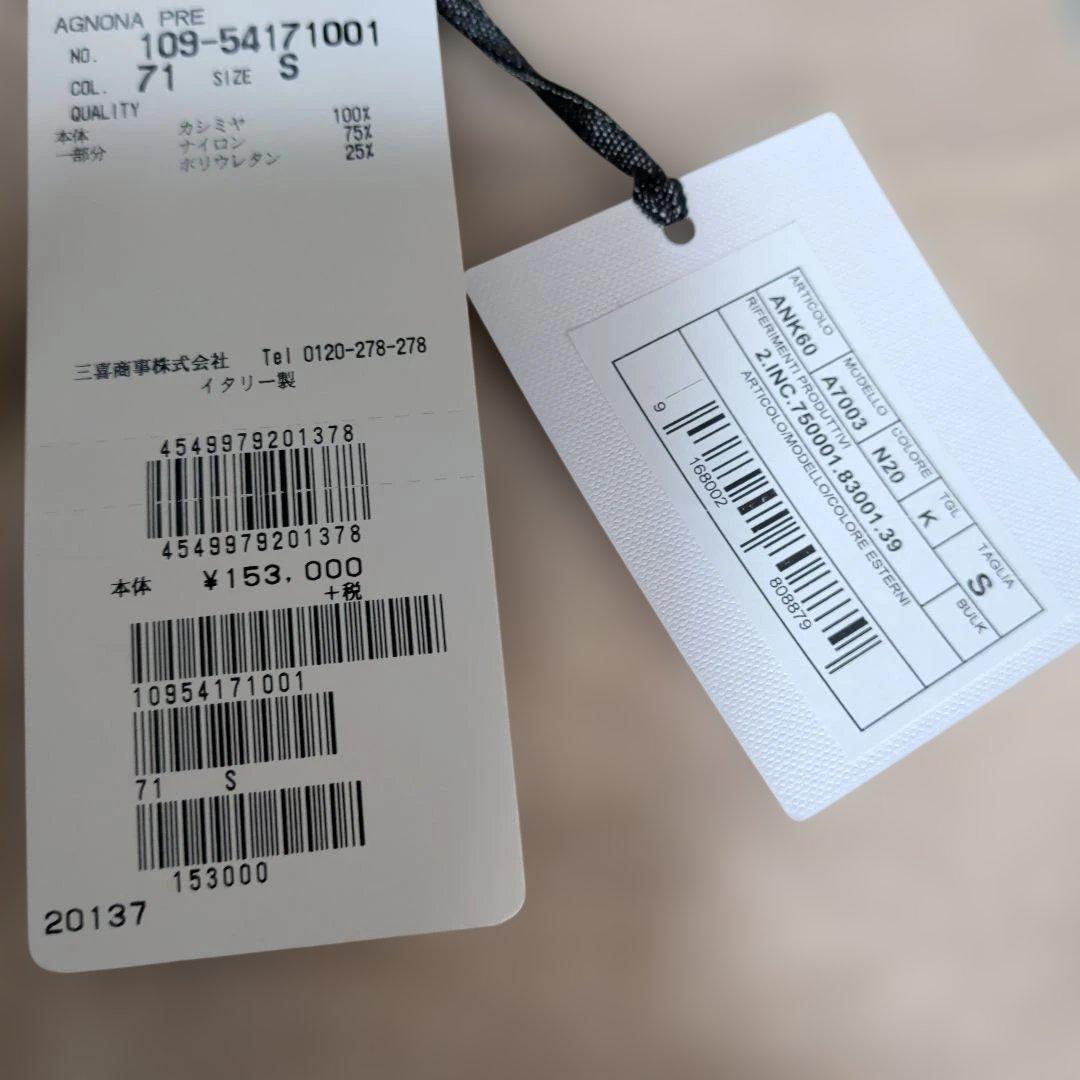 AGNONA PRE
NO. 109-54171001
COL. 71 SIZE S
QUALITY
本体 カシミヤ 100%
一部分 ナイロン 75%
ポリウレタン 25%
三喜商事株式会社 Tel 0120-278-278
イタリー製
4549979201378
4549979201378
本体 ¥153,000
+税
10954171001
71 S
153000
20137
ARTICOLO MODELLO COLORE TGL TAGLIA
ANK60 A7003 N20 K S
RIFERIMENTI PRODUTTIVI BULK
2.INC.750001.83001.39
ARTICOLO/MODELLO/COLORE ESTERNI
9 168002 808879